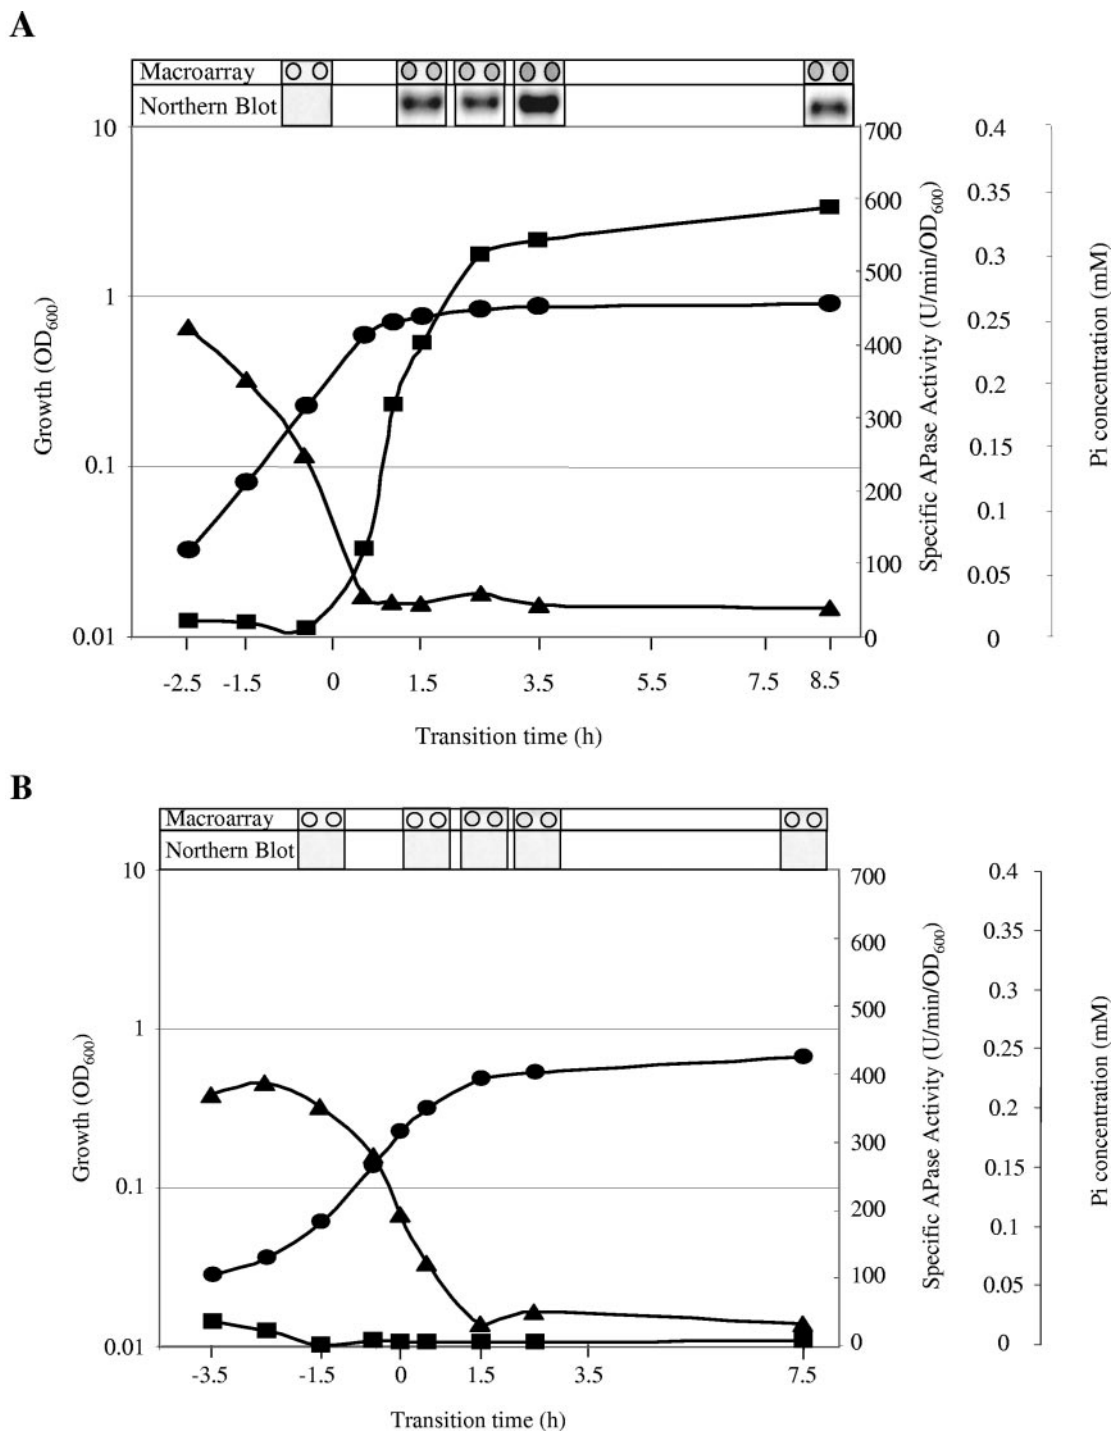 A
Macroarray
Northern Blot
10
1
0.1
0.01
Growth (OD600)
700
600
500
400
300
200
100
0
Specific APase Activity (U/min/OD600)
0.4
0.35
0.3
0.25
0.2
0.15
0.1
0.05
0
Pi concentration (mM)
-2.5 -1.5 0 1.5 3.5 5.5 7.5 8.5
Transition time (h)
B
Macroarray
Northern Blot
10
1
0.1
0.01
Growth (OD600)
700
600
500
400
300
200
100
0
Specific APase Activity (U/min/OD600)
0.4
0.35
0.3
0.25
0.2
0.15
0.1
0.05
0
Pi concentration (mM)
-3.5 -1.5 0 1.5 3.5 7.5
Transition time (h)